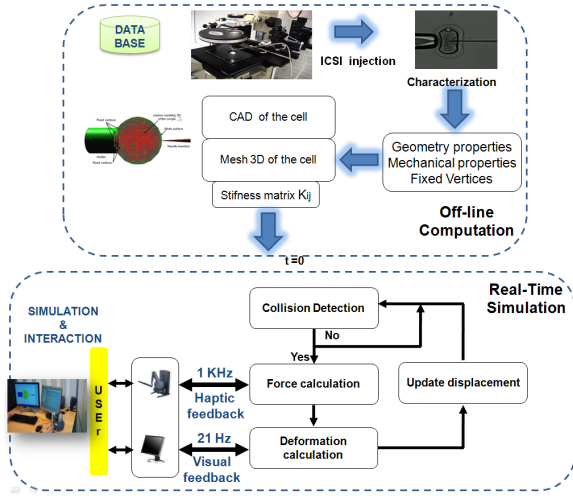 DATA
BASE
ICSI injection
Characterization
CAD of the cell
Mesh 3D of the cell
Stifness matrix Kij
Geometry properties
Mechanical properties
Fixed Vertices
Off-line
Computation
t=0
Real-Time
Simulation
SIMULATION
&
INTERACTION
USEr
Collision Detection
No
Yes
1 KHz
Haptic
feedback
Force calculation
Update displacement
21 Hz
Visual
feedback
Deformation
calculation